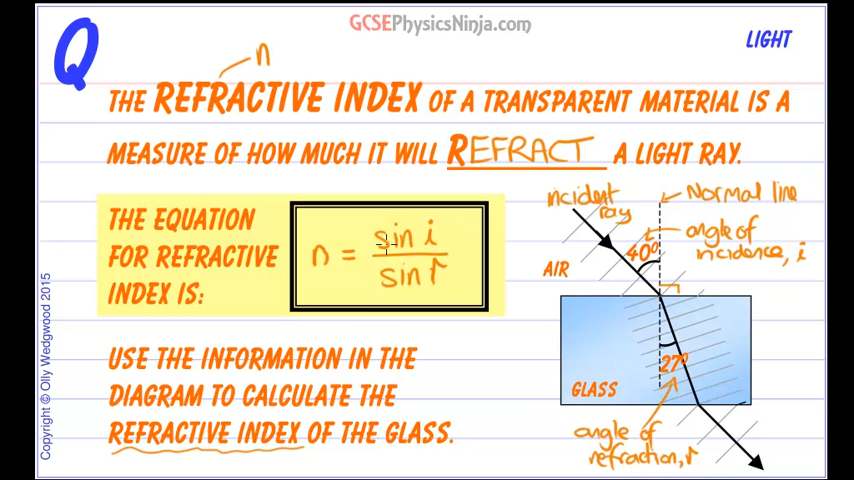 GCSEPhysicsNinja.com
Q
LIGHT
n
THE REFRACTIVE INDEX OF A TRANSPARENT MATERIAL IS A
MEASURE OF HOW MUCH IT WILL REFRACT A LIGHT RAY.
THE EQUATION
FOR REFRACTIVE
INDEX IS:
n = sin i
sin r
USE THE INFORMATION IN THE
DIAGRAM TO CALCULATE THE
REFRACTIVE INDEX OF THE GLASS.
incident
ray
Normal line
angle of
incidence, i
i
40°
AIR
27°
GLASS
angle of
refraction, r
Copyright © Olly Wedgwood 2015